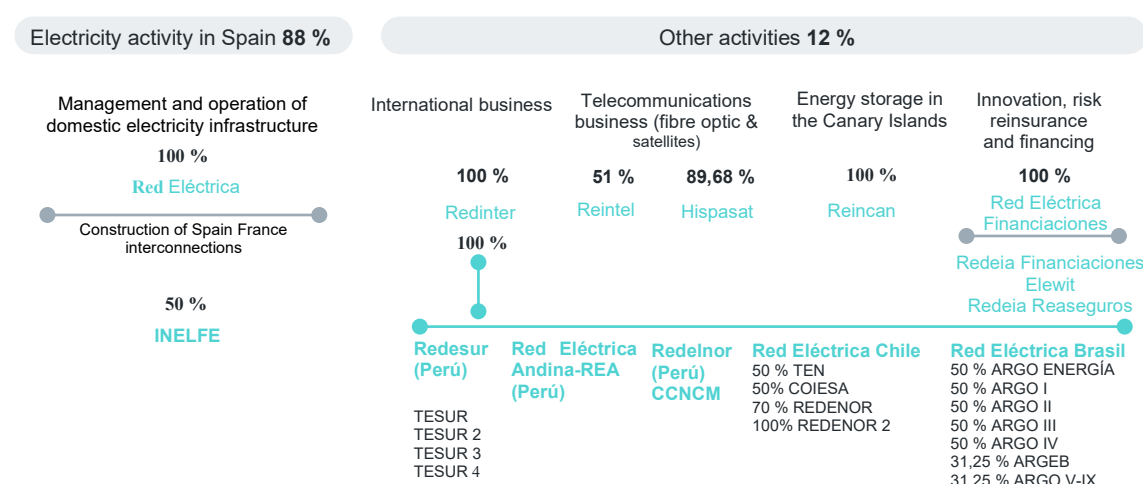 Electricity activity in Spain 88 %
Other activities 12 %
Management and operation of
domestic electricity infrastructure
100 %
Red Eléctrica
Construction of Spain France
interconnections
50 %
INELFE
International business
100 %
Redinter
100 %
Telecommunications
business (fibre optic &
satellites)
51 %
Reintel
89,68 %
Hispasat
Energy storage in
the Canary Islands
100 %
Reincan
Innovation, risk
reinsurance
and financing
100 %
Red Eléctrica
Financiaciones
Redeia Financiaciones
Elewit
Redeia Reaseguros
Redesur
(Perú)
TESUR
TESUR 2
TESUR 3
TESUR 4
Red Eléctrica
Andina-REA
(Perú)
Redelnor
(Perú)
CCNCM
Red Eléctrica Chile
50 % TEN
50% COIESA
70 % REDENOR
100% REDENOR 2
Red Eléctrica Brasil
50 % ARGO ENERGÍA
50 % ARGO I
50 % ARGO II
50 % ARGO III
50 % ARGO IV
31,25 % ARGEB
31,25 % ARGO V-IX